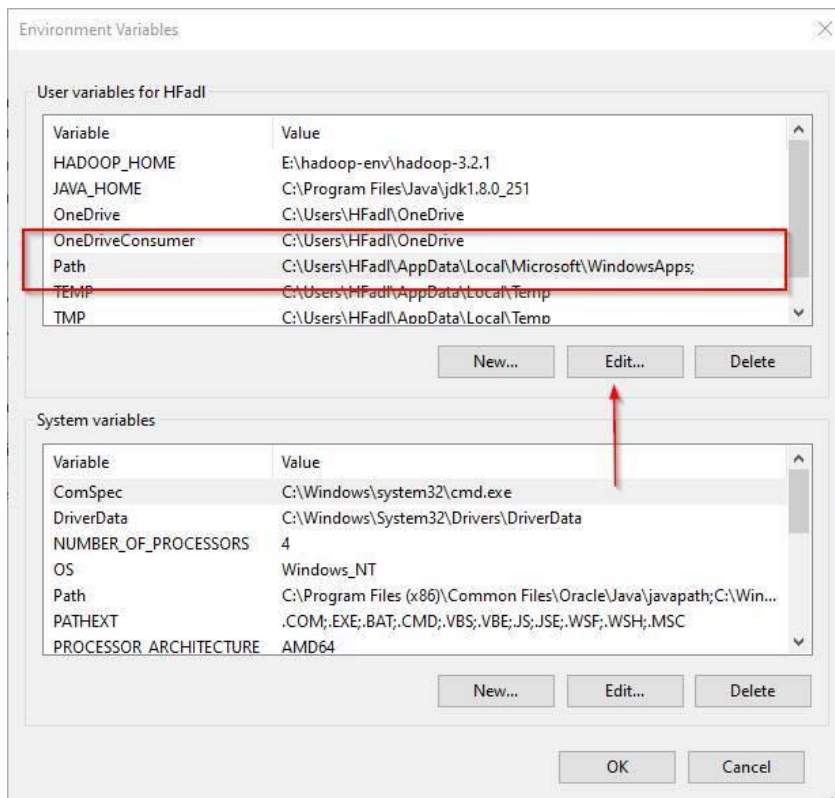 Environment Variables
User variables for HFadl
Variable Value
HADOOP_HOME E:\hadoop-env\hadoop-3.2.1
JAVA_HOME C:\Program Files\Java\jdk1.8.0_251
OneDrive C:\Users\HFadl\OneDrive
OneDriveConsumer C:\Users\HFadl\OneDrive
Path C:\Users\HFadl\AppData\Local\Microsoft\WindowsApps;
TEMP C:\Users\HFadl\AppData\Local\Temp
TMP C:\Users\HFadl\AppData\Local\Temp
New... Edit... Delete
System variables
Variable Value
ComSpec C:\Windows\system32\cmd.exe
DriverData C:\Windows\System32\Drivers\DriverData
NUMBER_OF_PROCESSORS 4
OS Windows_NT
Path C:\Program Files (x86)\Common Files\Oracle\Java\javapath;C:\Win...
PATHEXT .COM;.EXE;.BAT;.CMD;.VBS;.VBE;.JS;.JSE;.WSF;.WSH;.MSC
PROCESSOR_ARCHITECTURE AMD64
New... Edit... Delete
OK Cancel